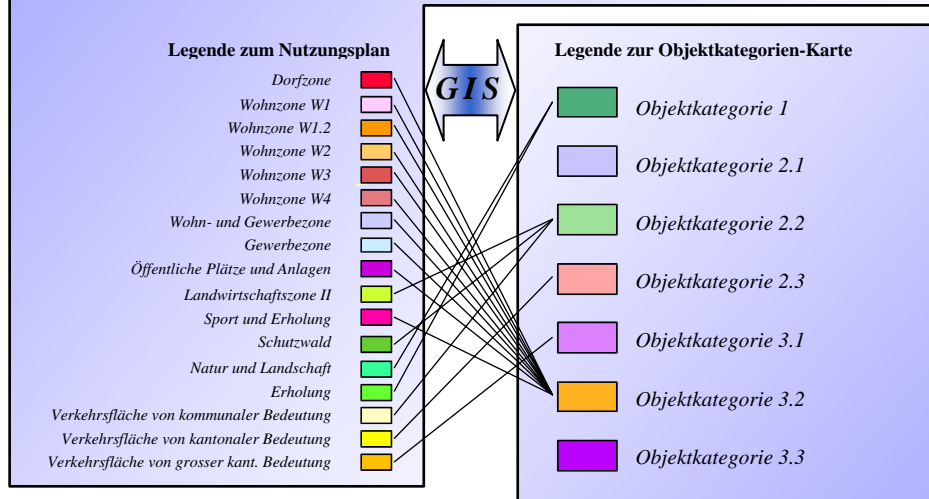 Legende zum Nutzungsplan
Dorfzone
Wohnzone W1
Wohnzone W1.2
Wohnzone W2
Wohnzone W3
Wohnzone W4
Wohn- und Gewerbezone
Gewerbezone
Öffentliche Plätze und Anlagen
Landwirtschaftszone II
Sport und Erholung
Schutzwald
Natur und Landschaft
Erholung
Verkehrsfläche von kommunaler Bedeutung
Verkehrsfläche von kantonaler Bedeutung
Verkehrsfläche von grosser kant. Bedeutung
GIS
Legende zur Objektkategorien-Karte
Objektkategorie 1
Objektkategorie 2.1
Objektkategorie 2.2
Objektkategorie 2.3
Objektkategorie 3.1
Objektkategorie 3.2
Objektkategorie 3.3